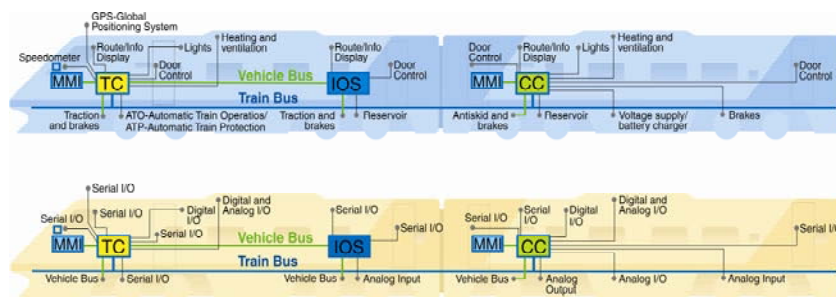 GPS-Global
Positioning System
Speedometer
Route/Info
Display
Lights
Heating and
ventilation
Door
Control
MMI
TC
Vehicle Bus
Train Bus
Route/Info
Display
Door
Control
IOS
Door
Control
Route/Info
Display
Lights
Heating and
ventilation
MMI
CC
Door
Control
Traction
and brakes
ATO-Automatic Train Operatios/
ATP-Automatic Train Protection
Traction and
brakes
Reservoir
Antiskid and
brakes
Reservoir
Voltage supply/
battery charger
Brakes
Serial I/O
Serial I/O
Serial I/O
Digital
I/O
Digital and
Analog I/O
Serial I/O
MMI
TC
Vehicle Bus
Train Bus
Serial I/O
Serial I/O
IOS
Serial I/O
Serial
I/O
Digital
I/O
Digital and
Analog I/O
MMI
CC
Serial I/O
Vehicle Bus
Serial I/O
Vehicle Bus
Analog Input
Vehicle Bus
Analog
Output
Analog I/O
Analog Input